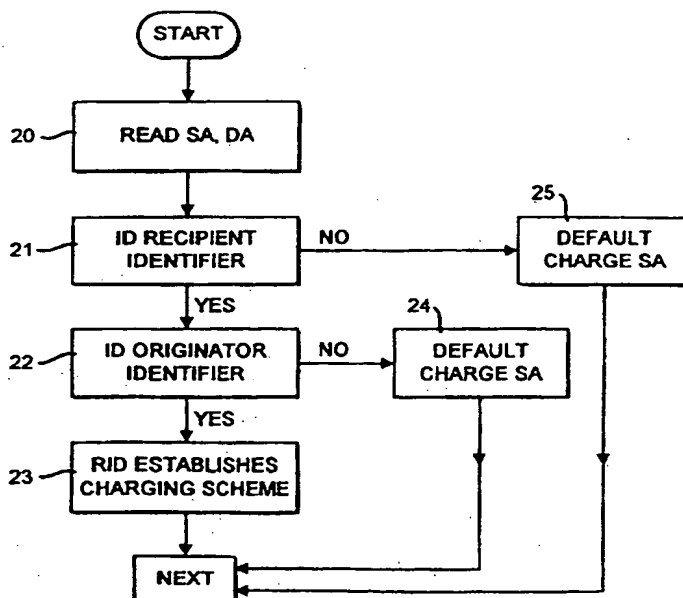 START
20
READ SA, DA
21
ID RECIPIENT
IDENTIFIER
NO
25
DEFAULT
CHARGE SA
YES
22
ID ORIGINATOR
IDENTIFIER
NO
24
DEFAULT
CHARGE SA
YES
23
RID ESTABLISHES
CHARGING SCHEME
NEXT